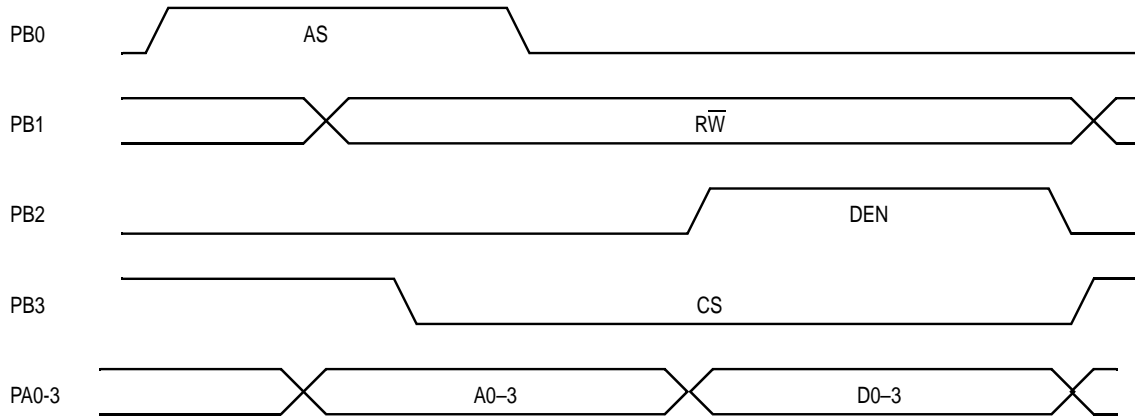 PB0 AS
PB1 RW̅
PB2 DEN
PB3 CS
PA0-3 A0–3 D0–3